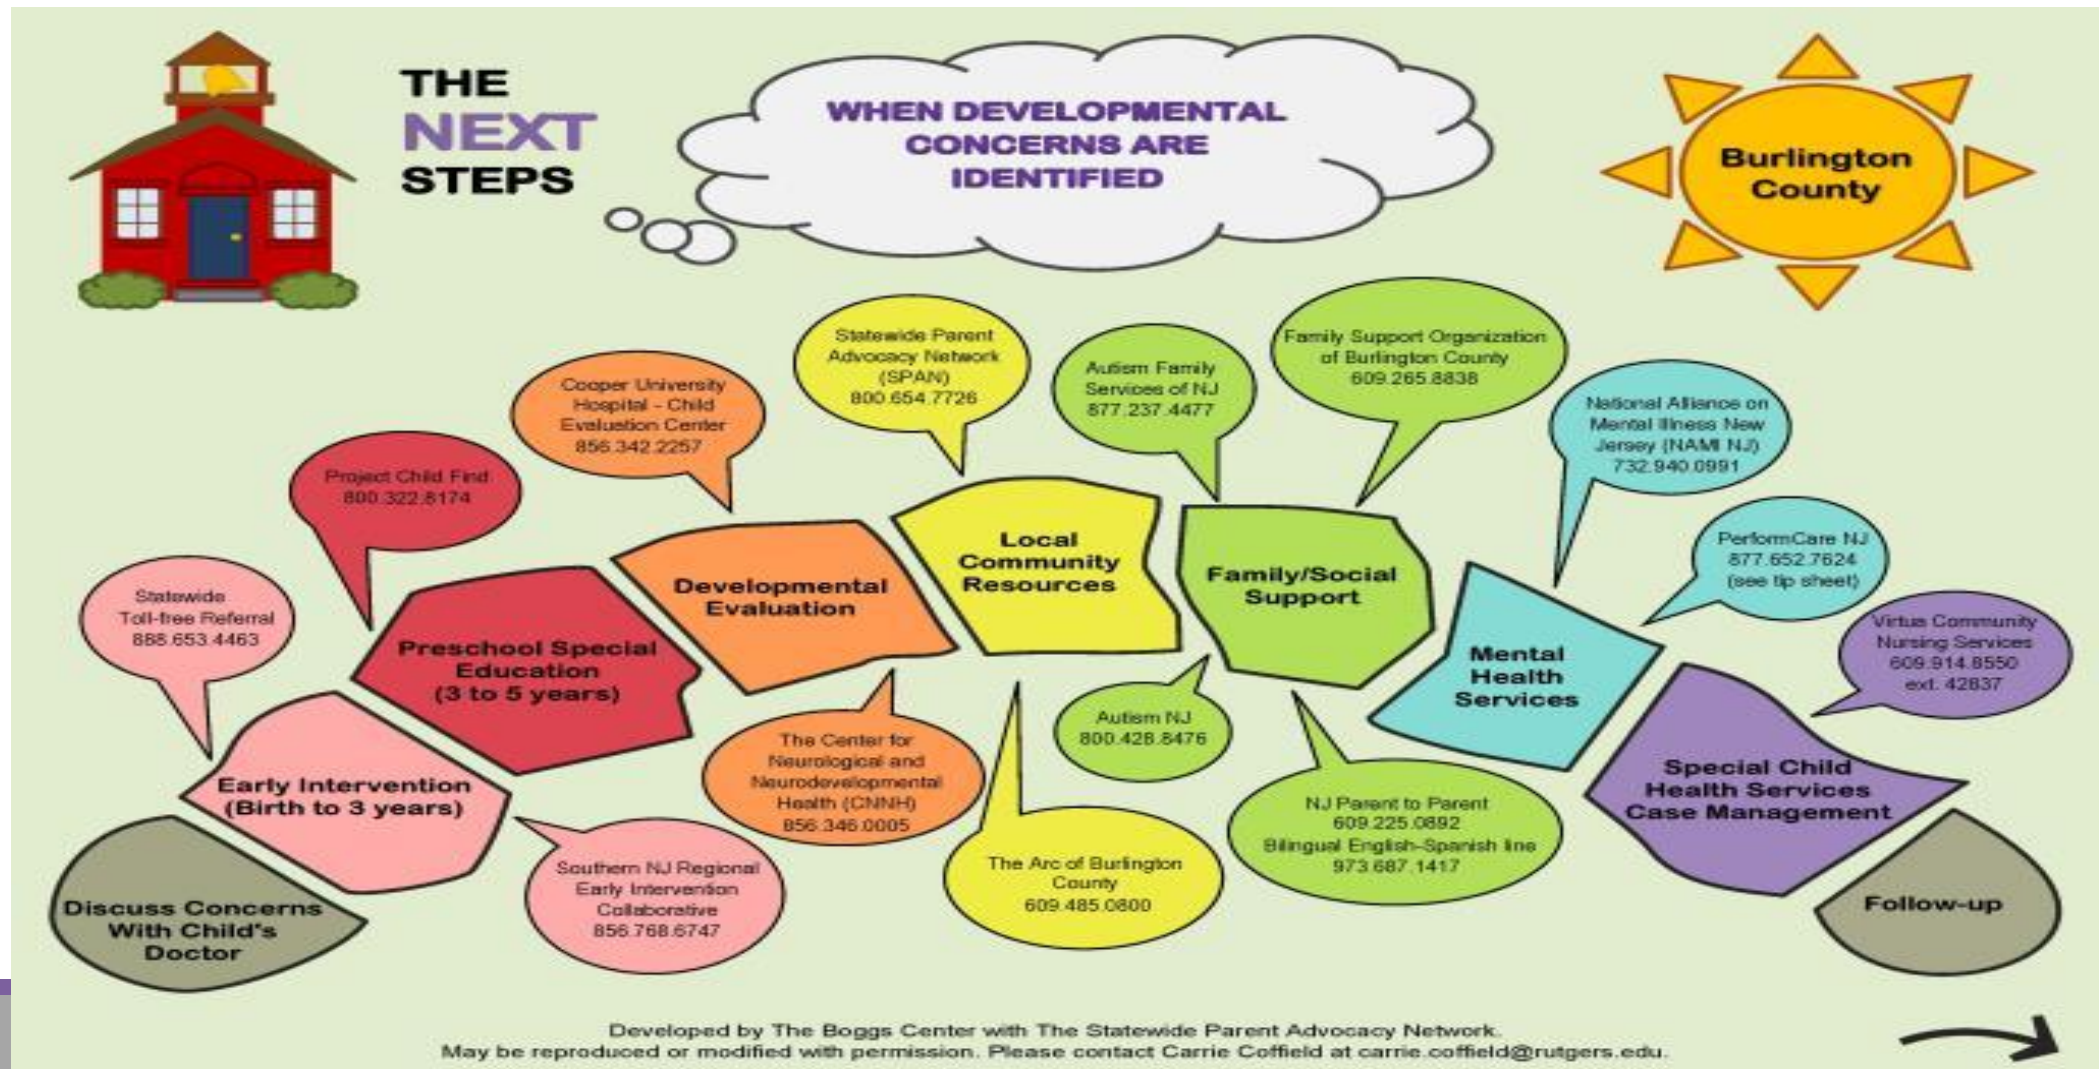 THE
NEXT
STEPS
WHEN DEVELOPMENTAL
CONCERNS ARE
IDENTIFIED
Burlington
County
Discuss Concerns
With Child's
Doctor
Statewide
Toll-free Referral
888.653.4463
Early Intervention
(Birth to 3 years)
Southern NJ Regional
Early Intervention
Collaborative
856.768.6747
Project Child Find
800.322.8174
Preschool Special
Education
(3 to 5 years)
Cooper University
Hospital - Child
Evaluation Center
856.342.2257
Developmental
Evaluation
The Center for
Neurological and
Neurodevelopmental
Health (CNNH)
856.346.0005
Statewide Parent
Advocacy Network
(SPAN)
800.654.7726
Local
Community
Resources
The Arc of Burlington
County
609.485.0800
Autism Family
Services of NJ
877.237.4477
Family Support Organization
of Burlington County
609.265.8838
Family/Social
Support
Autism NJ
800.428.8476
NJ Parent to Parent
609.225.0892
Bilingual English-Spanish line
973.687.1417
National Alliance on
Mental Illness New
Jersey (NAMI NJ)
732.940.0991
PerformCare NJ
877.652.7624
(see tip sheet)
Mental
Health
Services
Virtua Community
Nursing Services
609.914.8550
ext. 42837
Special Child
Health Services
Case Management
Follow-up
Developed by The Boggs Center with The Statewide Parent Advocacy Network.
May be reproduced or modified with permission. Please contact Carrie Coffield at carrie.coffield@rutgers.edu.